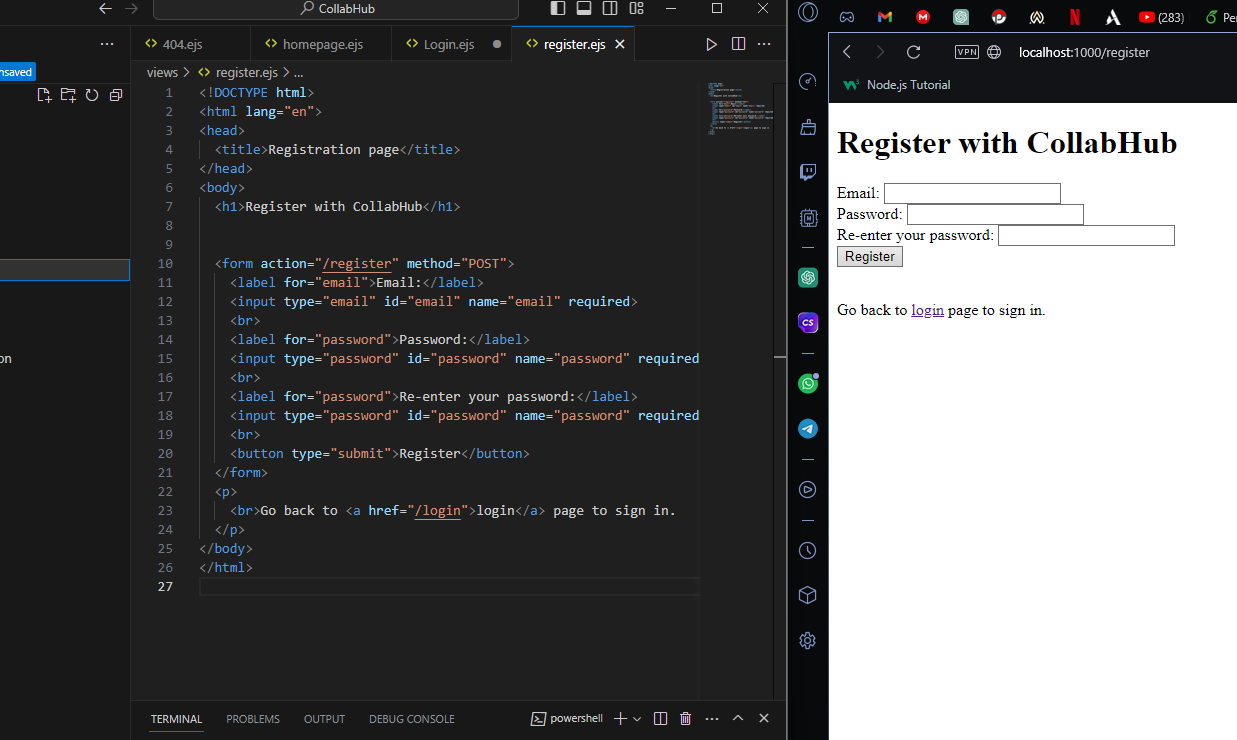 CollabHub
404.ejs
homepage.ejs
Login.ejs
register.ejs
nsaved
views > register.ejs > ...
1 <!DOCTYPE html>
2 <html lang="en">
3 <head>
4 <title>Registration page</title>
5 </head>
6 <body>
7 <h1>Register with CollabHub</h1>
8
9
10 <form action="/register" method="POST">
11 <label for="email">Email:</label>
12 <input type="email" id="email" name="email" required>
13 <br>
14 <label for="password">Password:</label>
15 <input type="password" id="password" name="password" required
16 <br>
17 <label for="password">Re-enter your password:</label>
18 <input type="password" id="password" name="password" required
19 <br>
20 <button type="submit">Register</button>
21 </form>
22 <p>
23 <br>Go back to <a href="/login">login</a> page to sign in.
24 </p>
25 </body>
26 </html>
27
on
TERMINAL
PROBLEMS
OUTPUT
DEBUG CONSOLE
powershell
CS
(283)
Pe
VPN
localhost:1000/register
Node.js Tutorial
Register with CollabHub
Email:
Password:
Re-enter your password:
Register
Go back to login page to sign in.